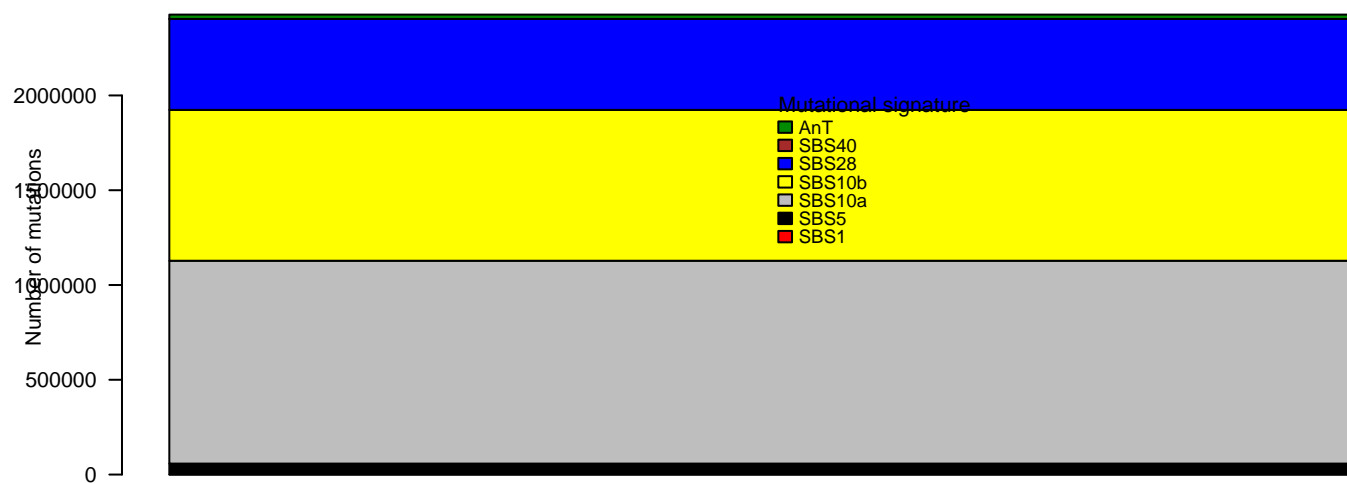 Number of mutations
2000000
1500000
1000000
500000
0
Mutational signature
AnT
SBS40
SBS28
SBS10b
SBS10a
SBS5
SBS1